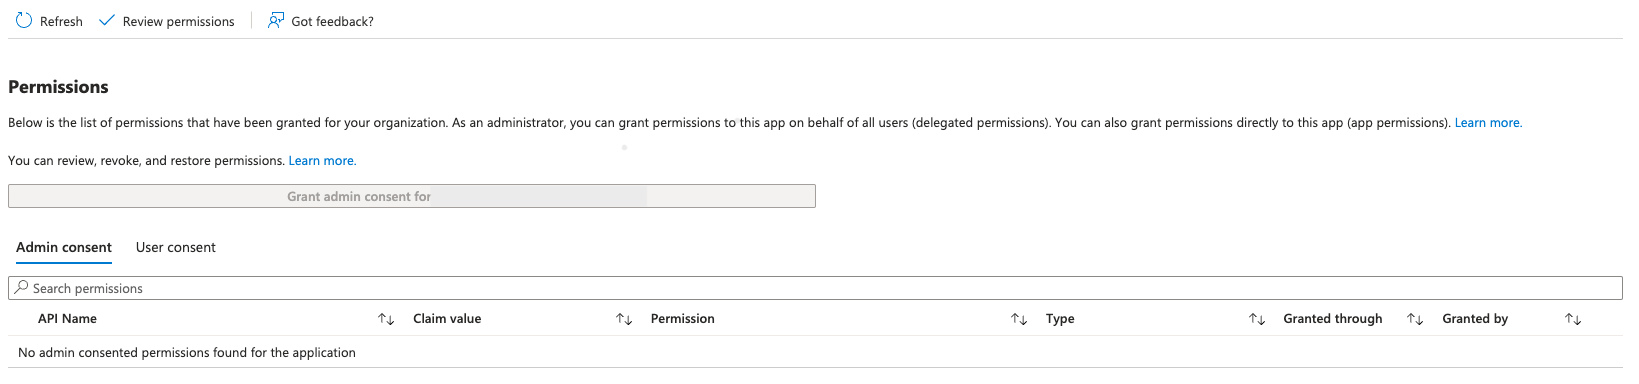 Refresh Review permissions Got feedback?
Permissions
Below is the list of permissions that have been granted for your organization. As an administrator, you can grant permissions to this app on behalf of all users (delegated permissions). You can also grant permissions directly to this app (app permissions). Learn more.
You can review, revoke, and restore permissions. Learn more.
Grant admin consent for
Admin consent User consent
Search permissions
API Name Claim value Permission Type Granted through Granted by
No admin consented permissions found for the application